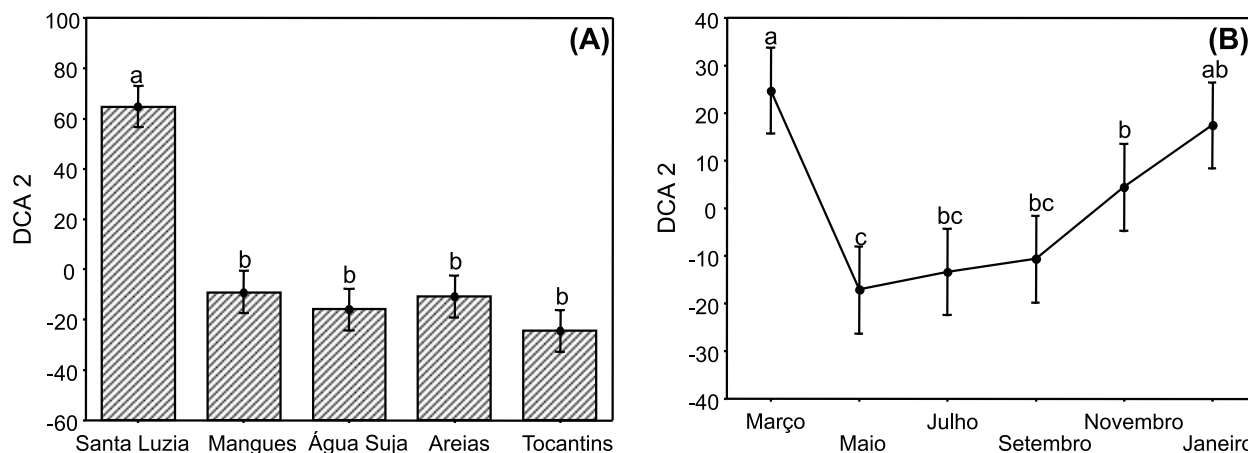 (A)
DCA 2
100
80
60
40
20
0
-20
-40
-60
a
b
b
b
b
Santa Luzia Mangues Água Suja Areias Tocantins
(B)
DCA 2
40
30
20
10
0
-10
-20
-30
-40
a
c
bc
bc
b
ab
Março Julho Novembro
Maio Setembro Janeiro